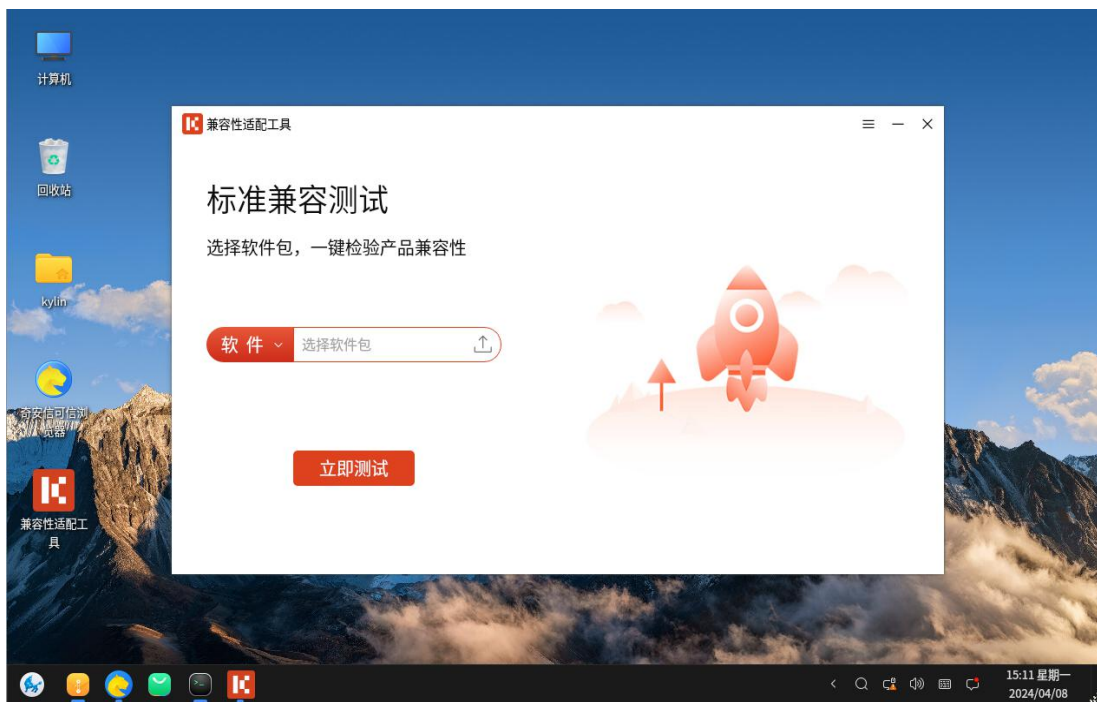 计算机
回收站
kylin
奇安信可信浏
览器
兼容性适配工
具
兼容性适配工具
标准兼容测试
选择软件包，一键检验产品兼容性
软 件
选择软件包
立即测试
15:11 星期一
2024/04/08